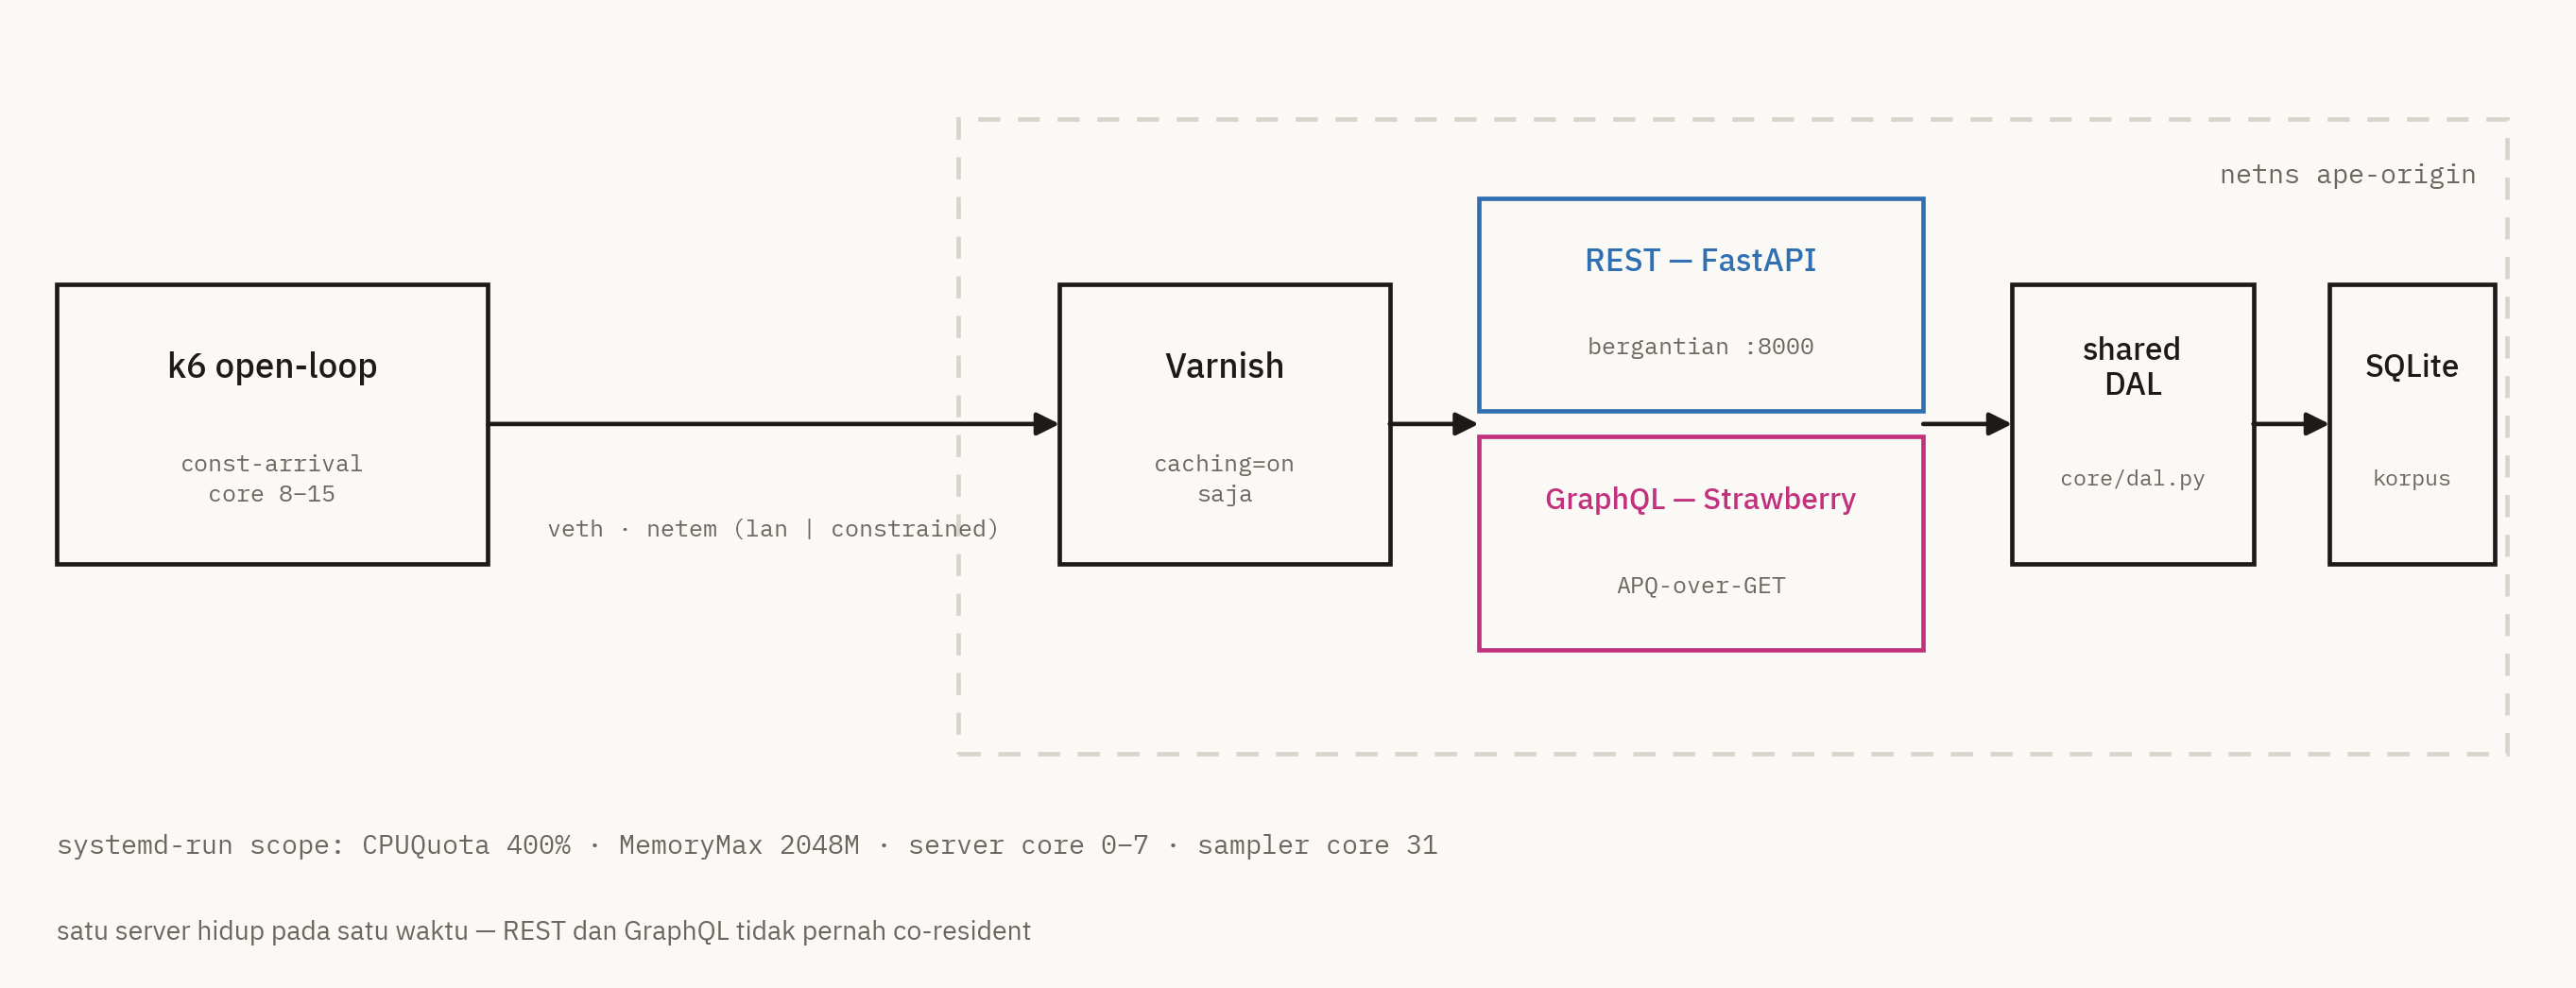 netns ape-origin
k6 open-loop
const-arrival
core 8–15
veth · netem (lan | constrained)
Varnish
caching=on
saja
REST — FastAPI
bergantian :8000
GraphQL — Strawberry
APQ-over-GET
shared
DAL
core/dal.py
SQLite
korpus
systemd-run scope: CPUQuota 400% · MemoryMax 2048M · server core 0–7 · sampler core 31
satu server hidup pada satu waktu — REST dan GraphQL tidak pernah co-resident